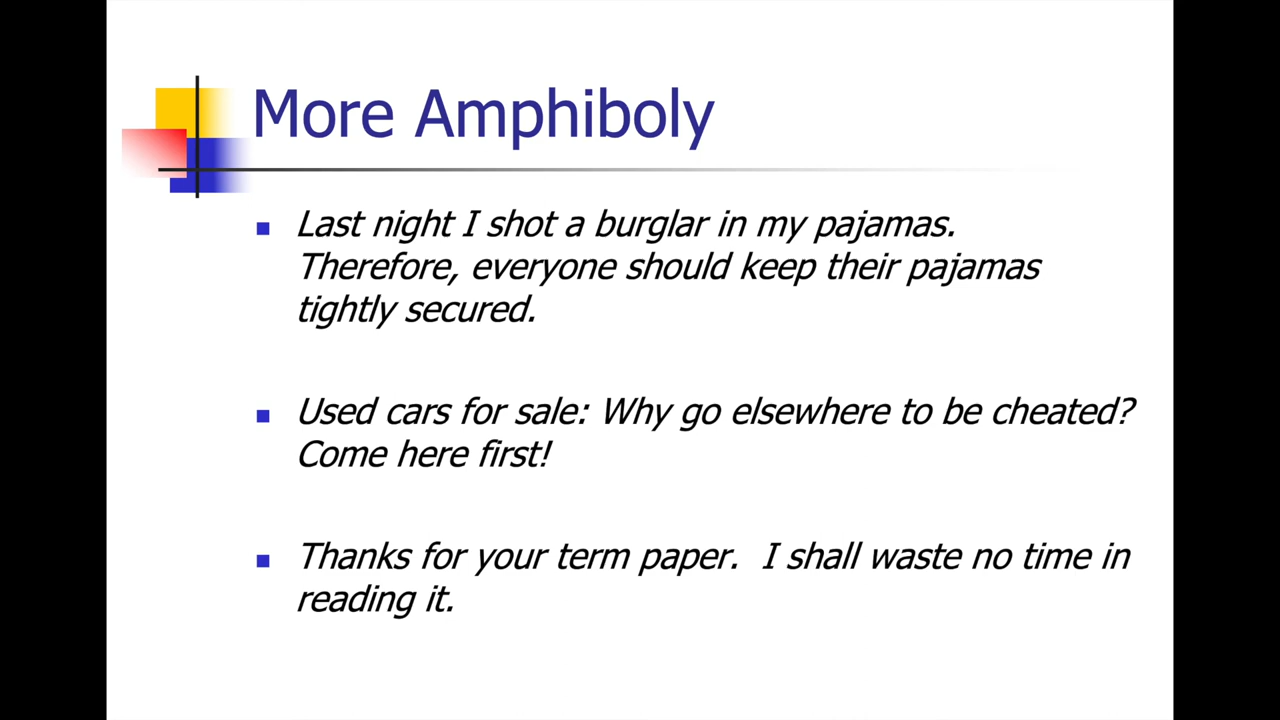 More Amphiboly
Last night I shot a burglar in my pajamas.
Therefore, everyone should keep their pajamas
tightly secured.
Used cars for sale: Why go elsewhere to be cheated?
Come here first!
Thanks for your term paper.  I shall waste no time in
reading it.